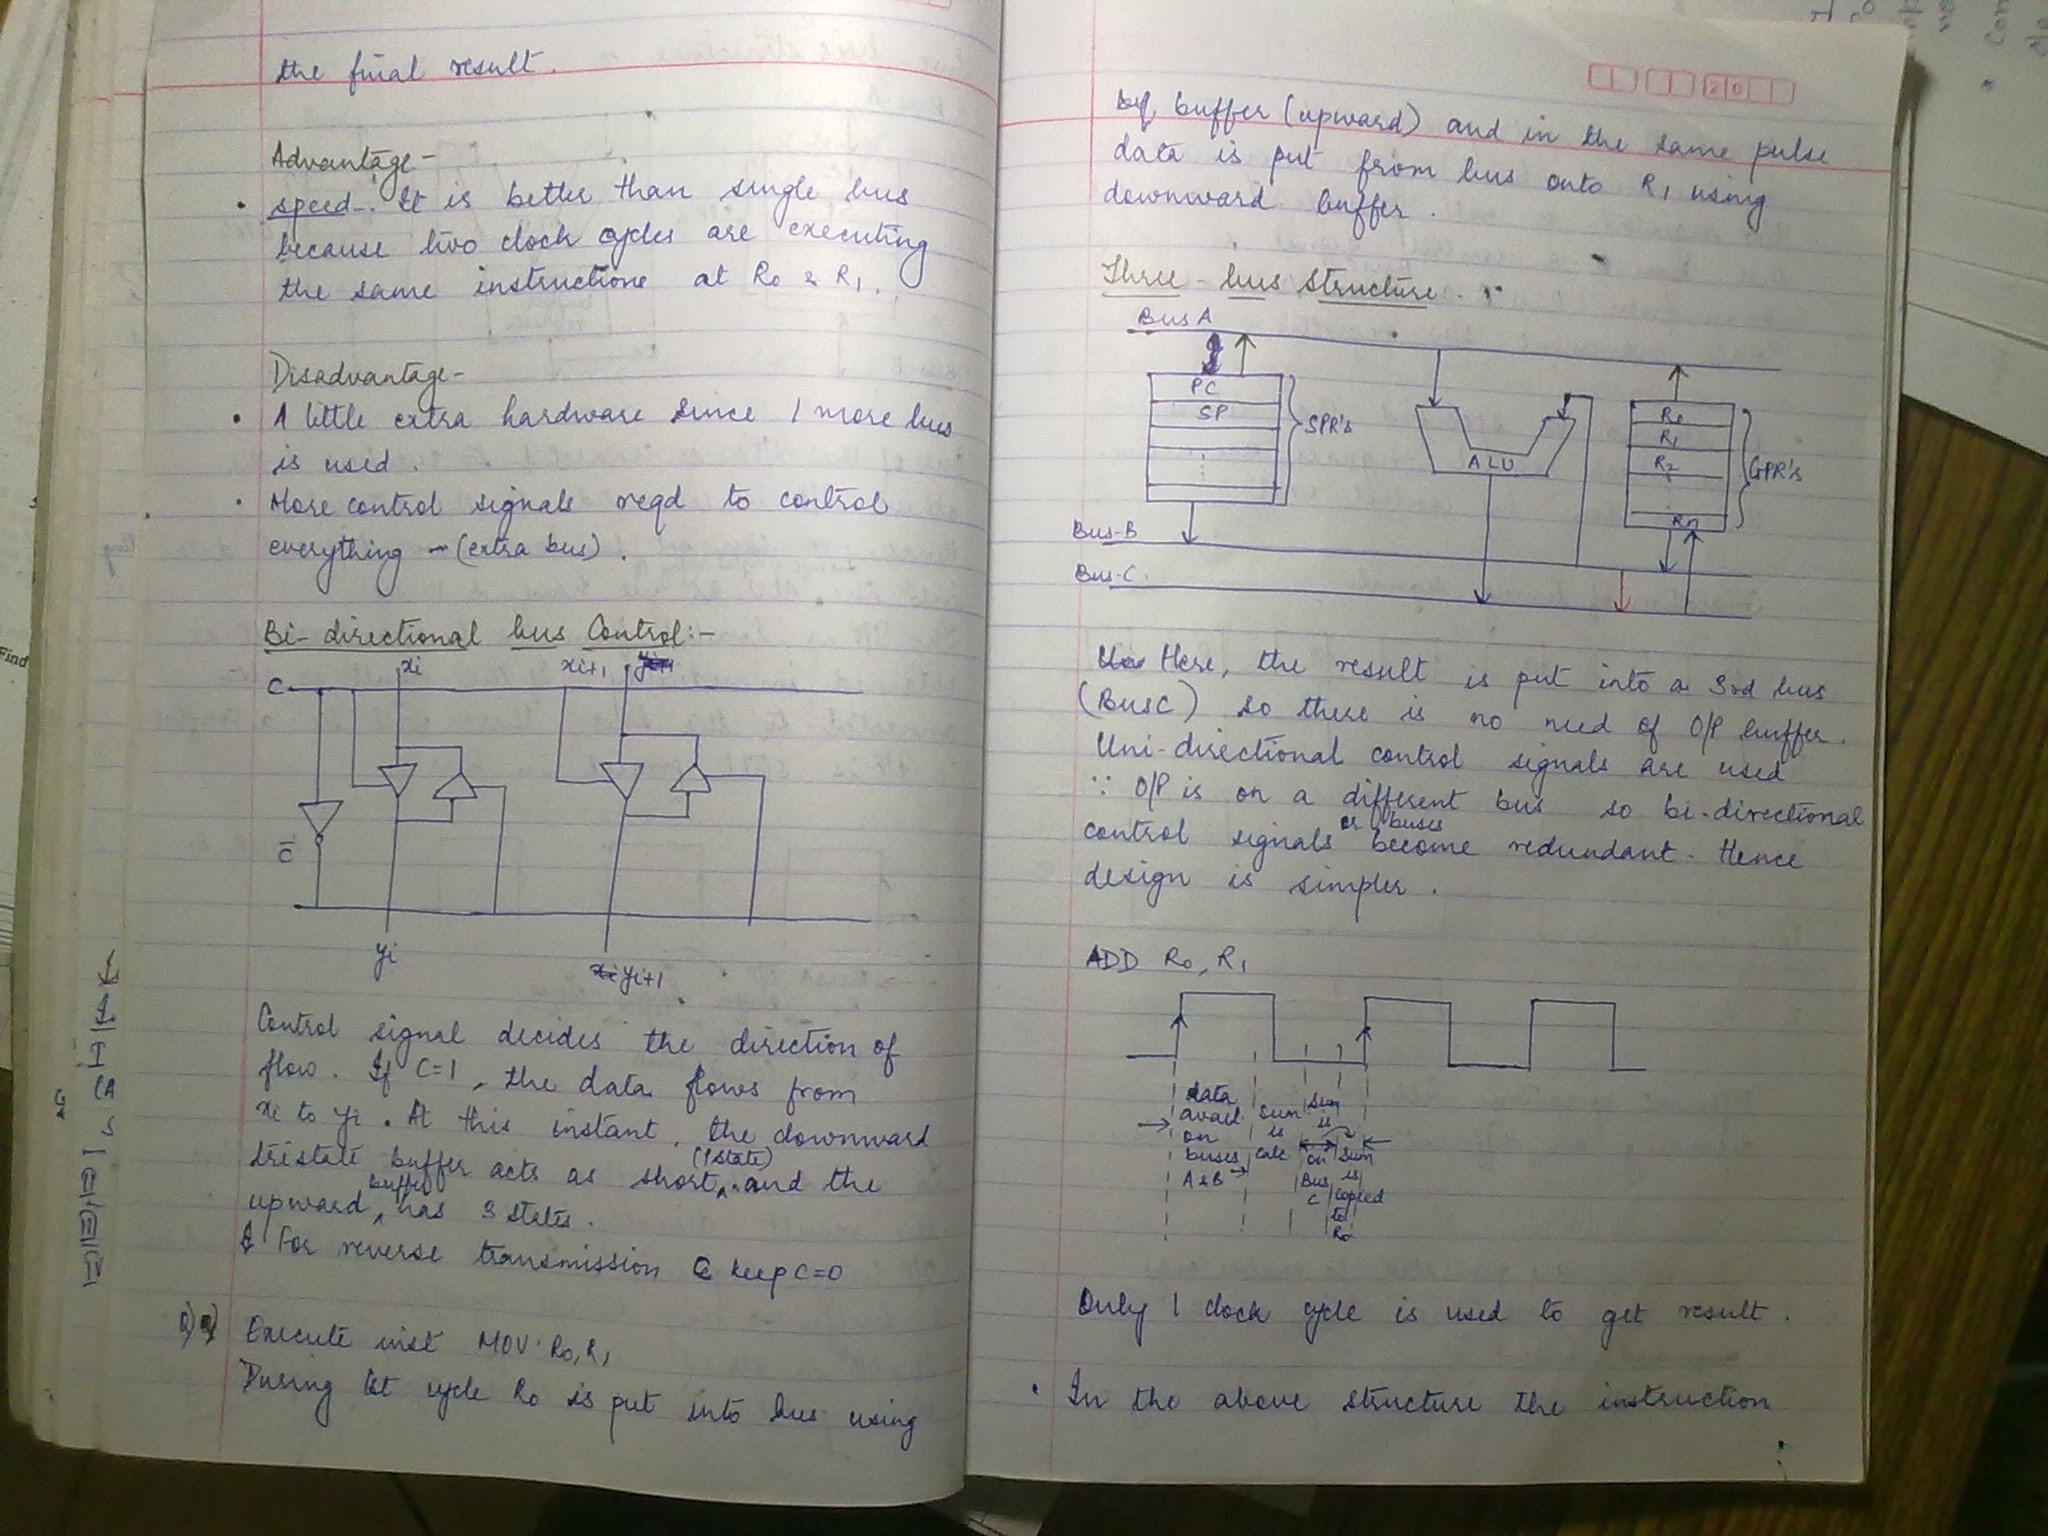 the final result.
Advantage-
• speed-: It is better than single bus
because two clock cycles are executing
the same instructions at R0 & R1.
Disadvantage-
• A little extra hardware since 1 more bus
is used.
• More control signals reqd to control
everything - (extra bus).
Bi-directional bus Control:-
xi xi+1
C
C̄
yi yi+1
Control signal decides the direction of
flow. If C=1, the data flows from
xi to yi. At this instant, the downward
tristate buffer acts as short (1 state) and the
upward buffer has 3 states.
For reverse transmission keep C=0
Q) Execute inst MOV R0,R1
During 1st cycle R0 is put into bus using
20
buffer (upward) and in the same pulse
data is put from bus onto R1 using
downward buffer.
Three-bus Structure.
Bus A
PC
SP
SPR's
ALU
R0
R1
R2
Rn
GPR's
Bus-B
Bus-C.
Here, the result is put into a 3rd bus
(Bus C) so there is no need of O/P buffer.
Uni-directional control signals are used
∵ O/P is on a different bus so bi-directional
control signals or buses become redundant. Hence
design is simpler.
ADD R0, R1
data
avail.
on
buses
A & B
sum
is
calc
sum
is
on
Bus
C
sum
is
copied
to
R0
Only 1 clock cycle is used to get result.
• In the above structure the instruction
Find